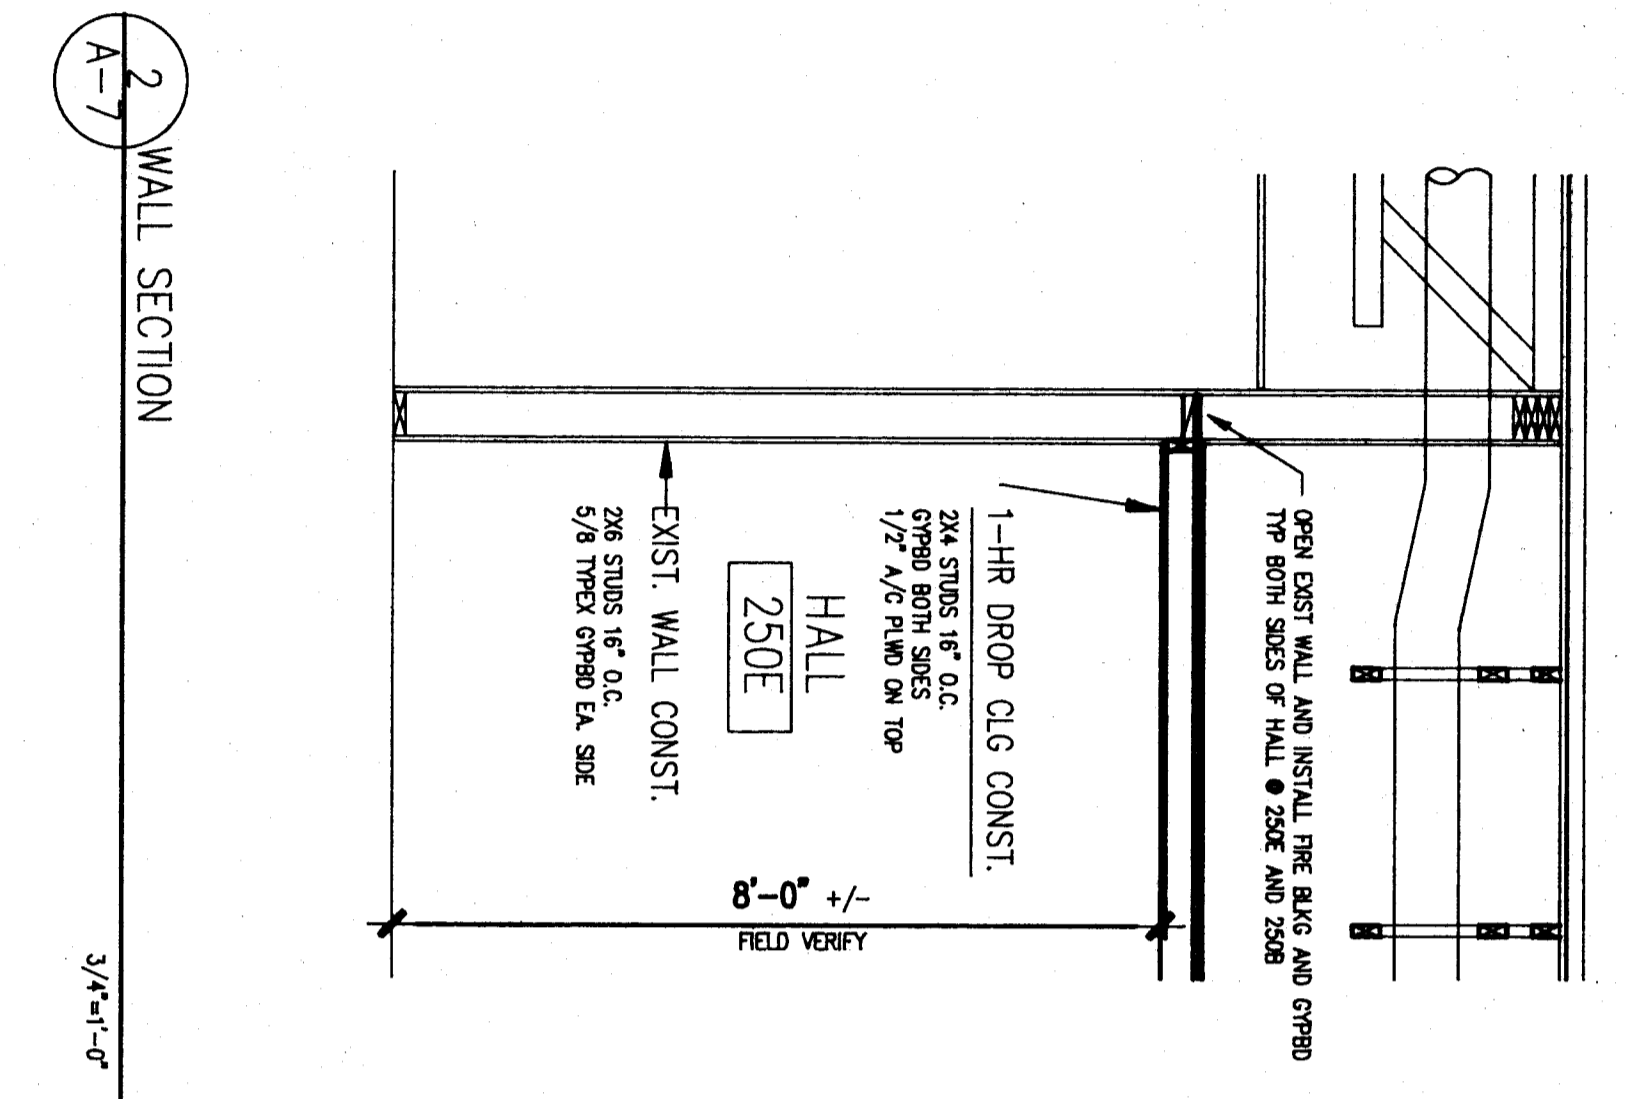 OPEN EXIST WALL AND INSTALL FIRE BLKG AND GYPBD
TYP BOTH SIDES OF HALL @ 250E AND 250B
1-HR DROP CLG CONST.
2X4 STUDS 16" O.C.
GYPBD BOTH SIDES
1/2" A/C PLWD ON TOP
HALL
250E
EXIST. WALL CONST.
2X6 STUDS 16" O.C.
5/8 TYPEX GYPBD EA. SIDE
8'-0" +/-
FIELD VERIFY
2
A-7
WALL SECTION
3/4"=1'-0"